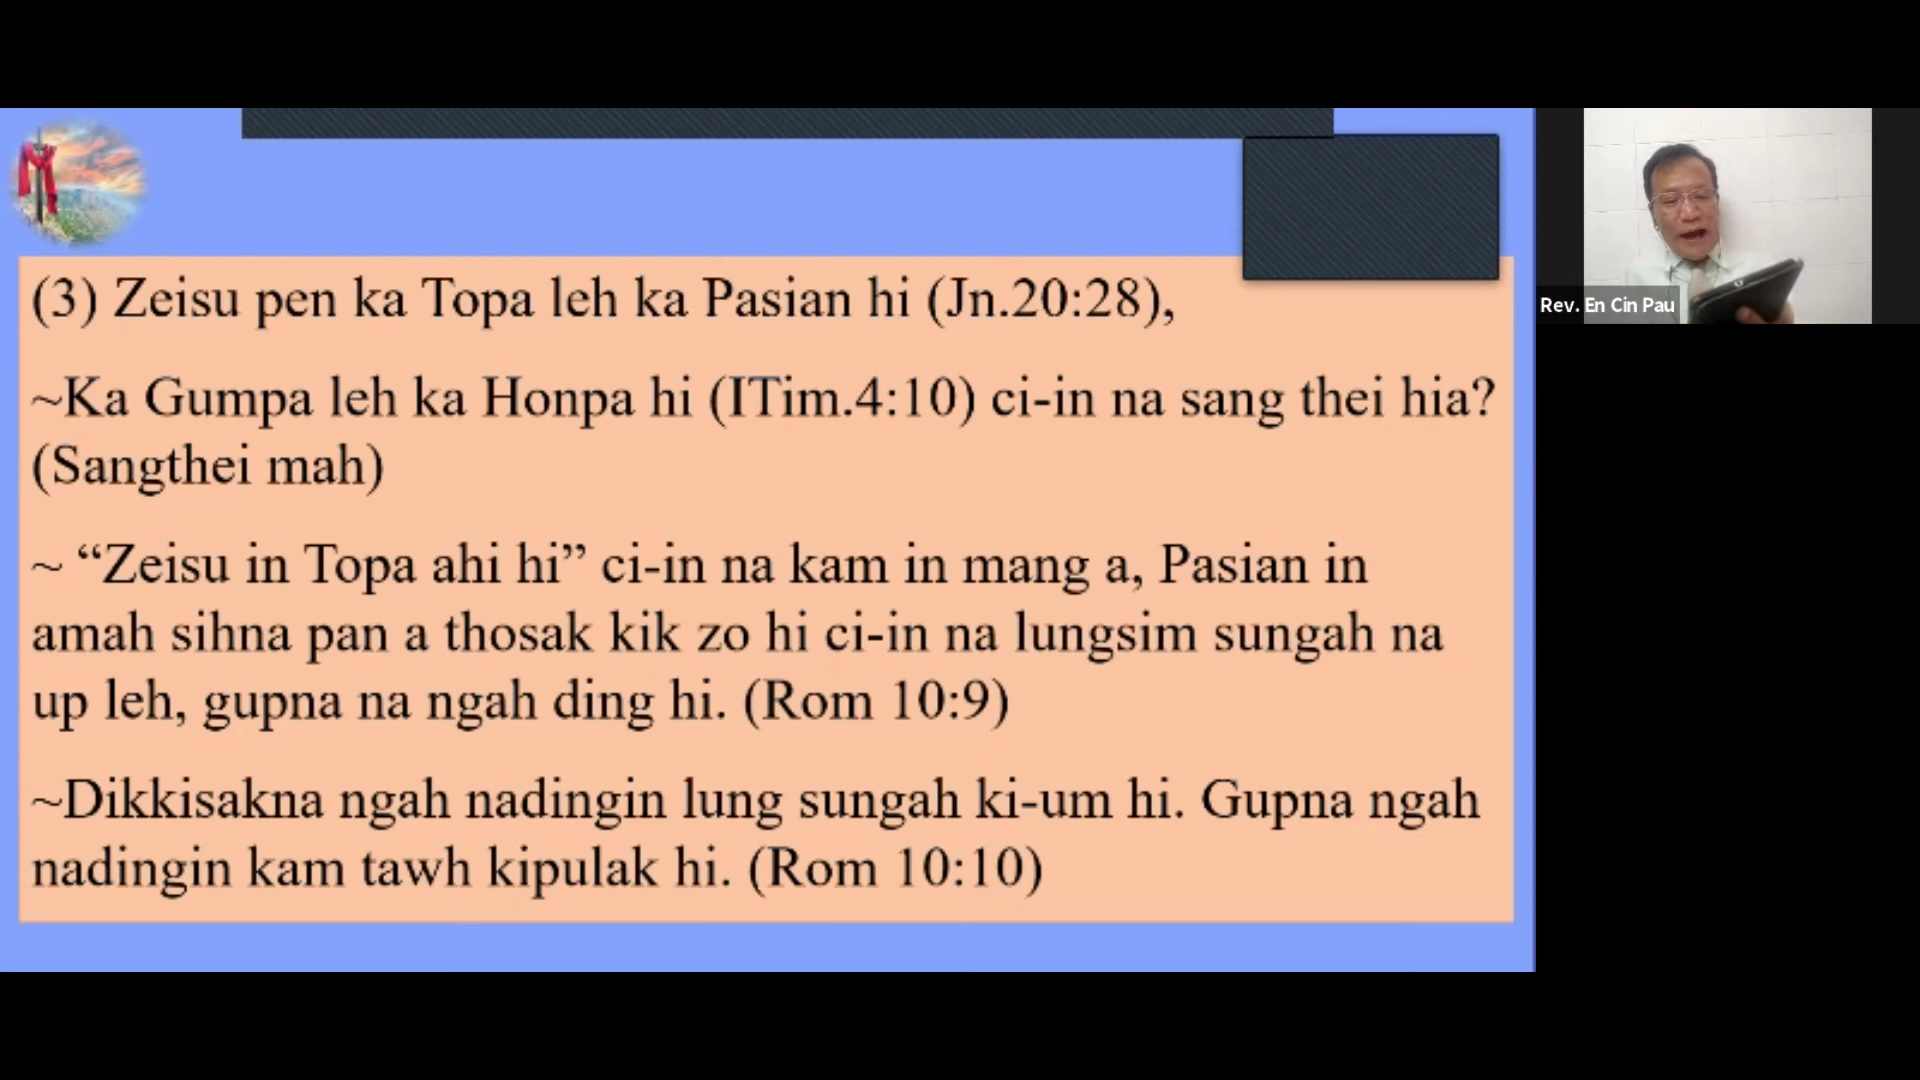 (3) Zeisu pen ka Topa leh ka Pasian hi (Jn.20:28),
~Ka Gumpa leh ka Honpa hi (ITim.4:10) ci-in na sang thei hia?
(Sangthei mah)
~ “Zeisu in Topa ahi hi” ci-in na kam in mang a, Pasian in
amah sihna pan a thosak kik zo hi ci-in na lungsim sungah na
up leh, gupna na ngah ding hi. (Rom 10:9)
~Dikkisakna ngah nadingin lung sungah ki-um hi. Gupna ngah
nadingin kam tawh kipulak hi. (Rom 10:10)
Rev. En Cin Pau